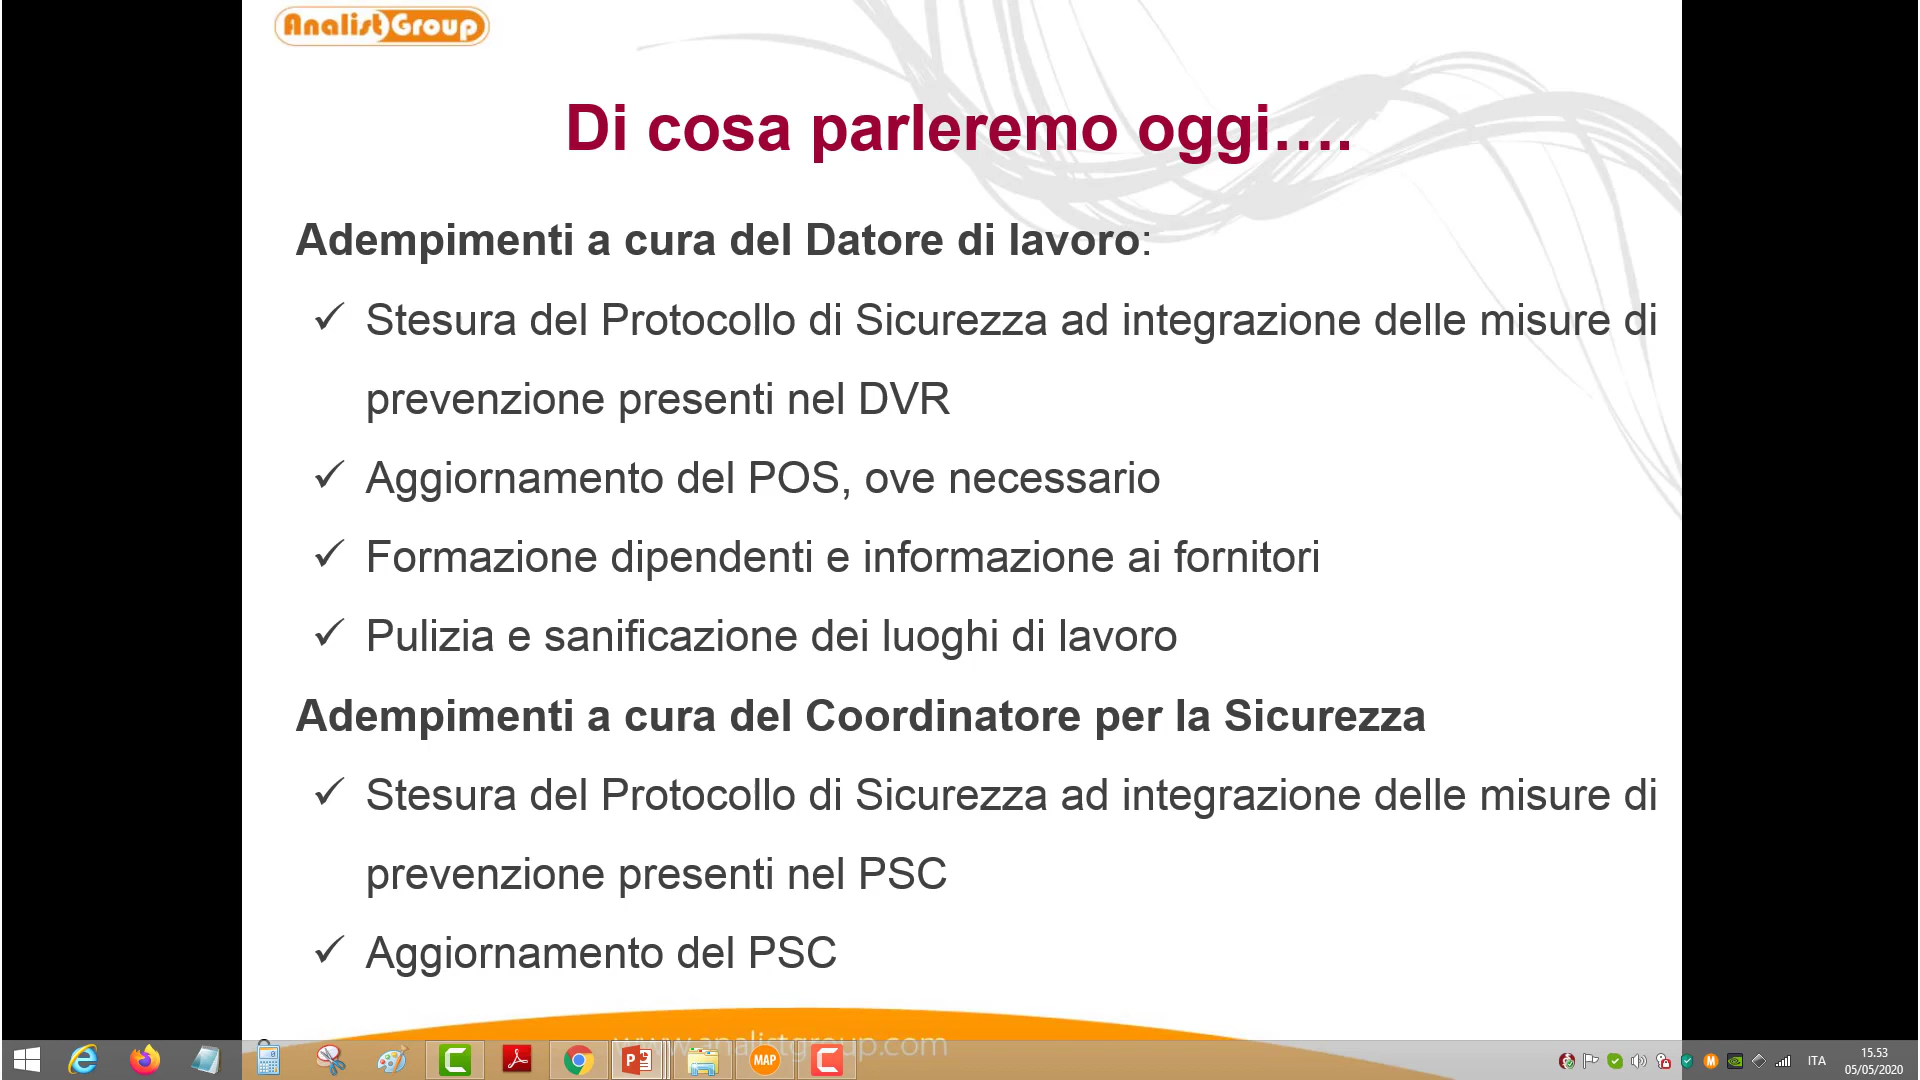 AnalistGroup
Di cosa parleremo oggi....
Adempimenti a cura del Datore di lavoro:
✓ Stesura del Protocollo di Sicurezza ad integrazione delle misure di
prevenzione presenti nel DVR
✓ Aggiornamento del POS, ove necessario
✓ Formazione dipendenti e informazione ai fornitori
✓ Pulizia e sanificazione dei luoghi di lavoro
Adempimenti a cura del Coordinatore per la Sicurezza
✓ Stesura del Protocollo di Sicurezza ad integrazione delle misure di
prevenzione presenti nel PSC
✓ Aggiornamento del PSC
www.analistgroup.com
MAP
ITA
15.53
05/05/2020